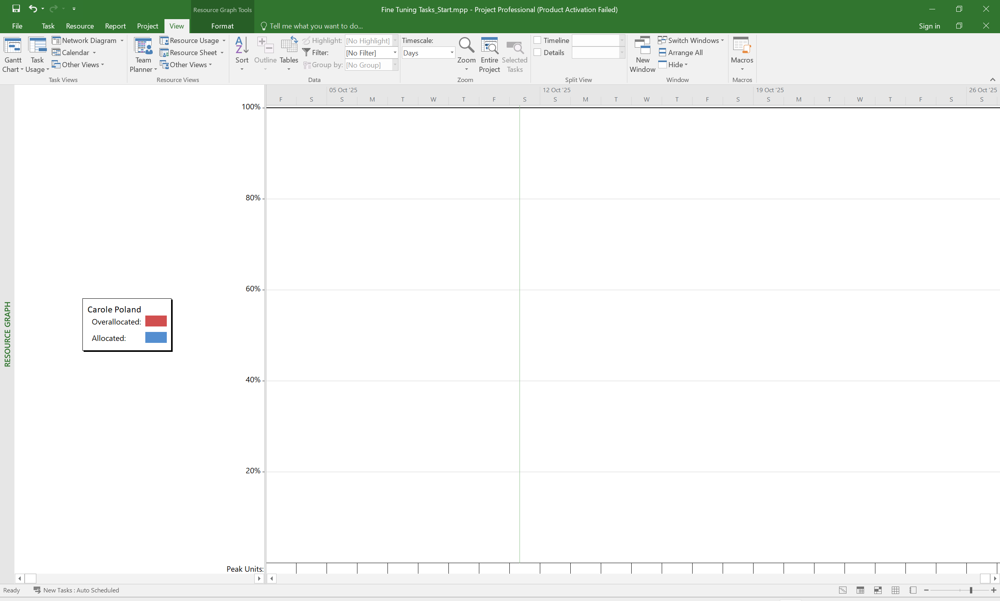 Resource Graph Tools
Fine Tuning Tasks_Start.mpp - Project Professional (Product Activation Failed)
File Task Resource Report Project View Format Tell me what you want to do... Sign in
Gantt Chart
Task Usage
Network Diagram
Calendar
Other Views
Task Views
Team Planner
Resource Usage
Resource Sheet
Other Views
Resource Views
Sort
Outline
Tables
Highlight: [No Highlight]
Filter: [No Filter]
Group by: [No Group]
Data
Timescale:
Days
Zoom
Entire Project
Selected Tasks
Zoom
Timeline
Details
Split View
New Window
Switch Windows
Arrange All
Hide
Window
Macros
Macros
05 Oct '25 12 Oct '25 19 Oct '25 26 Oct '25
F S S M T W T F S S M T W T F S S M T W T F S S
100%
80%
60%
40%
20%
RESOURCE GRAPH
Carole Poland
Overallocated:
Allocated:
Peak Units:
Ready New Tasks : Auto Scheduled